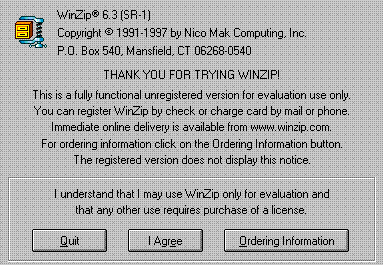 WinZip® 6.3 (SR-1)
Copyright © 1991-1997 by Nico Mak Computing, Inc.
P.O. Box 540, Mansfield, CT 06268-0540
THANK YOU FOR TRYING WINZIP!
This is a fully functional unregistered version for evaluation use only.
You can register WinZip by check or charge card by mail or phone.
Immediate online delivery is available from www.winzip.com.
For ordering information click on the Ordering Information button.
The registered version does not display this notice.
I understand that I may use WinZip only for evaluation and
that any other use requires purchase of a license.
Quit
I Agree
Ordering Information